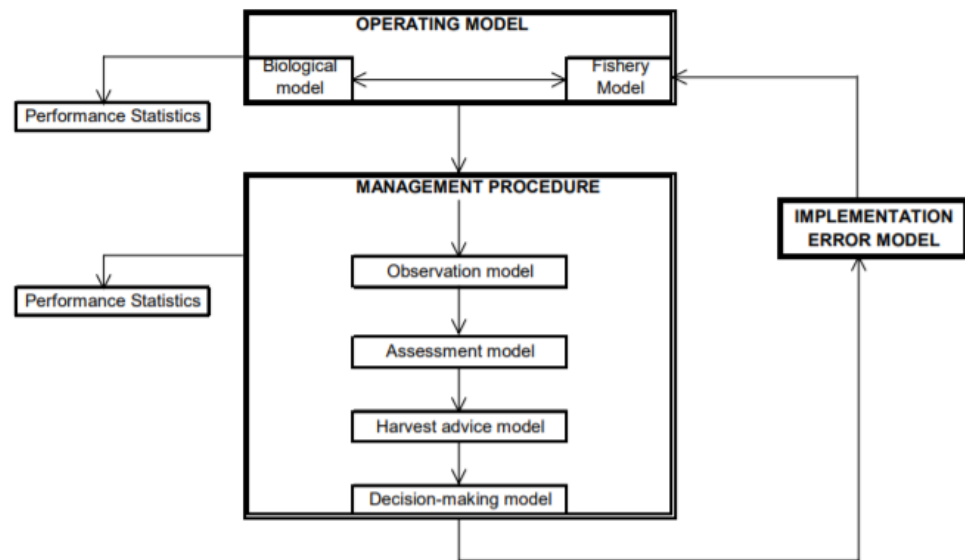 OPERATING MODEL
Biological
model
Fishery
Model
Performance Statistics
MANAGEMENT PROCEDURE
IMPLEMENTATION
ERROR MODEL
Observation model
Performance Statistics
Assessment model
Harvest advice model
Decision-making model